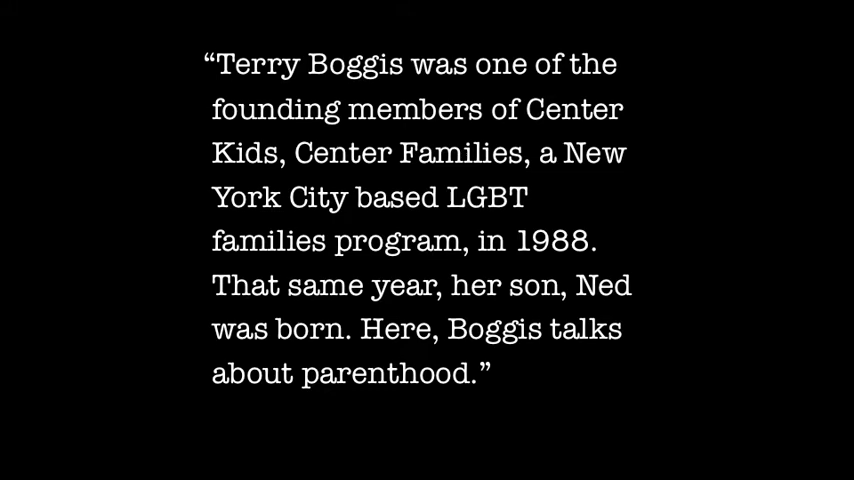 “Terry Boggis was one of the
founding members of Center
Kids, Center Families, a New
York City based LGBT
families program, in 1988.
That same year, her son, Ned
was born. Here, Boggis talks
about parenthood.”